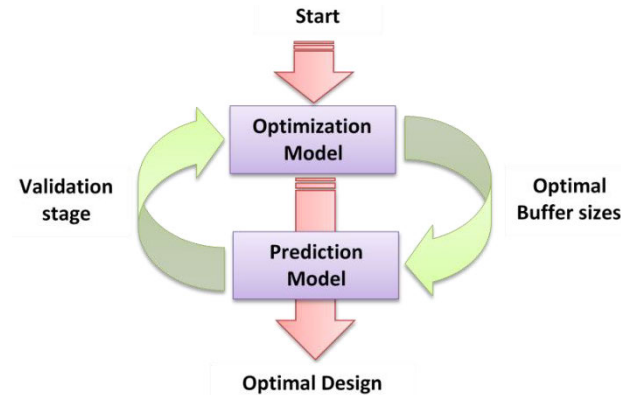 Start
Optimization
Model
Validation
stage
Optimal
Buffer sizes
Prediction
Model
Optimal Design